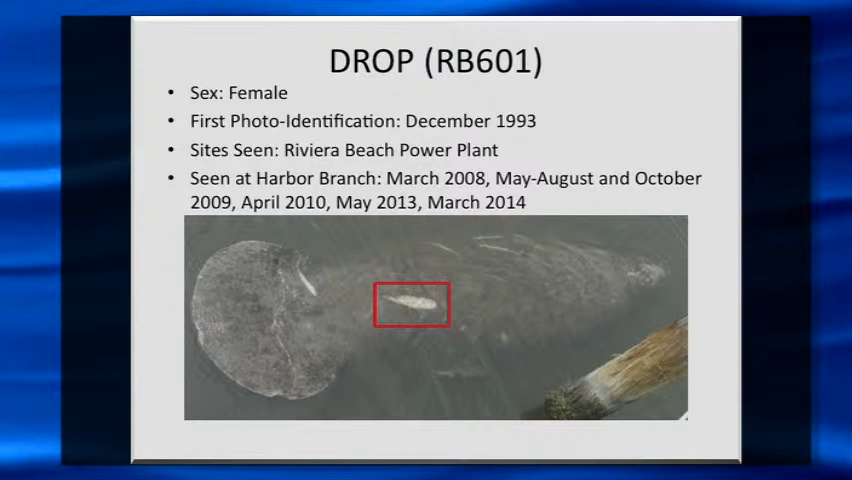 DROP (RB601)
• Sex: Female
• First Photo-Identification: December 1993
• Sites Seen: Riviera Beach Power Plant
• Seen at Harbor Branch: March 2008, May-August and October
2009, April 2010, May 2013, March 2014